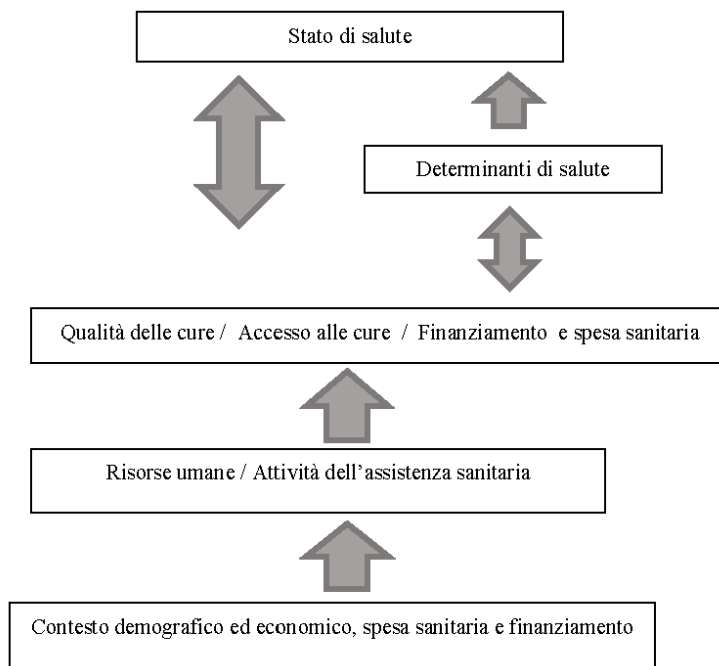 Stato di salute
Determinanti di salute
Qualità delle cure / Accesso alle cure / Finanziamento e spesa sanitaria
Risorse umane / Attività dell'assistenza sanitaria
Contesto demografico ed economico, spesa sanitaria e finanziamento